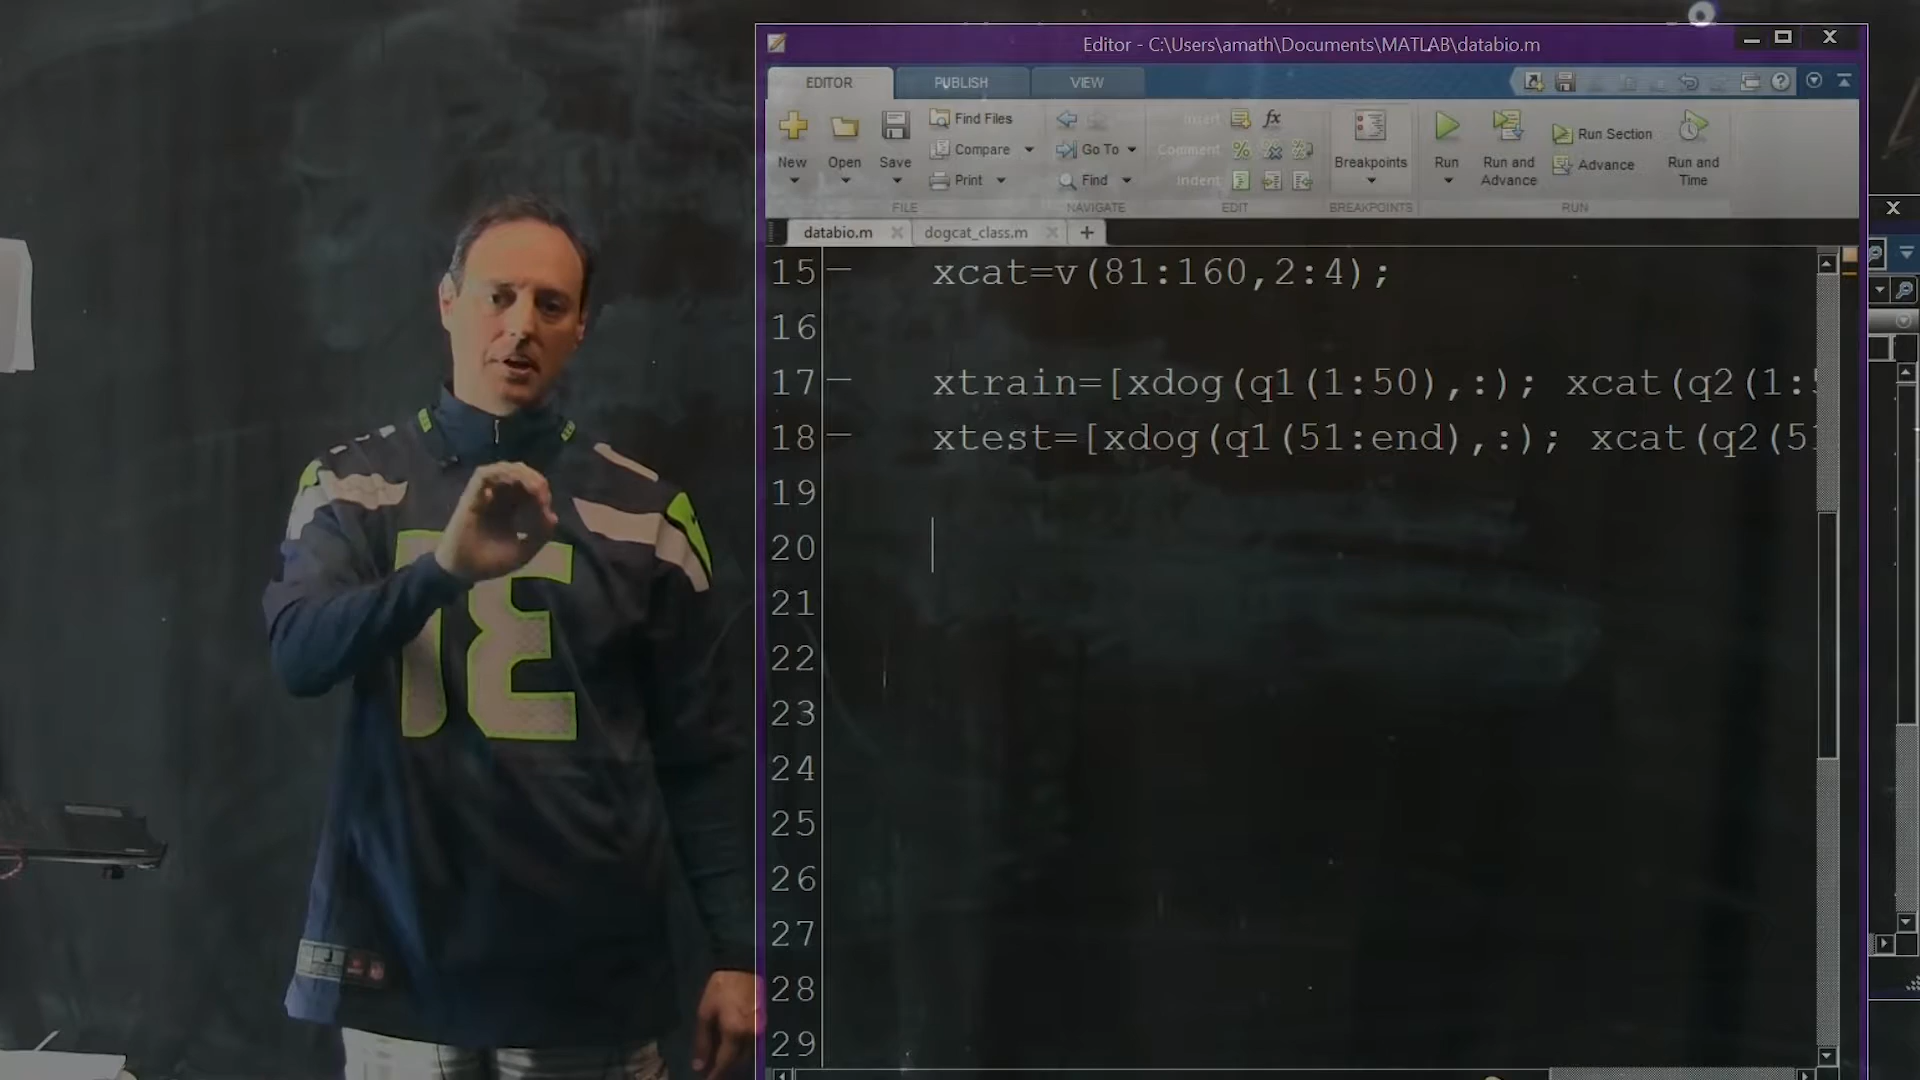 Editor - C:\Users\amath\Documents\MATLAB\databio.m
EDITOR PUBLISH VIEW
New Open Save
Find Files
Compare
Print
FILE
Go To
Find
NAVIGATE
Insert fx
Comment
Indent
EDIT
Breakpoints
BREAKPOINTS
Run
Run and Advance
Run Section
Advance
Run and Time
RUN
databio.m dogcat_class.m
15 xcat=v(81:160,2:4);
16
17 xtrain=[xdog(q1(1:50),:); xcat(q2(1:
18 xtest=[xdog(q1(51:end),:); xcat(q2(5
19
20
21
22
23
24
25
26
27
28
29